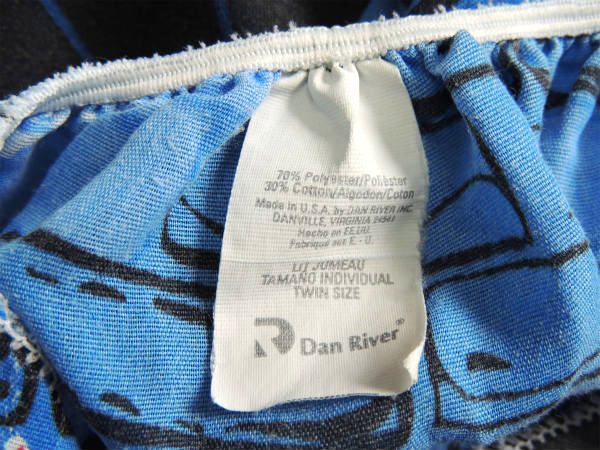 70% Polyester/Poliéster
30% Cotton/Algodon/Coton
Made in U.S.A. by DAN RIVER INC.
DANVILLE, VIRGINIA 24541
Hecho en EE.UU.
Fabriqué aux E.-U.
LIT JUMEAU
TAMAÑO INDIVIDUAL
TWIN SIZE
Dan River®